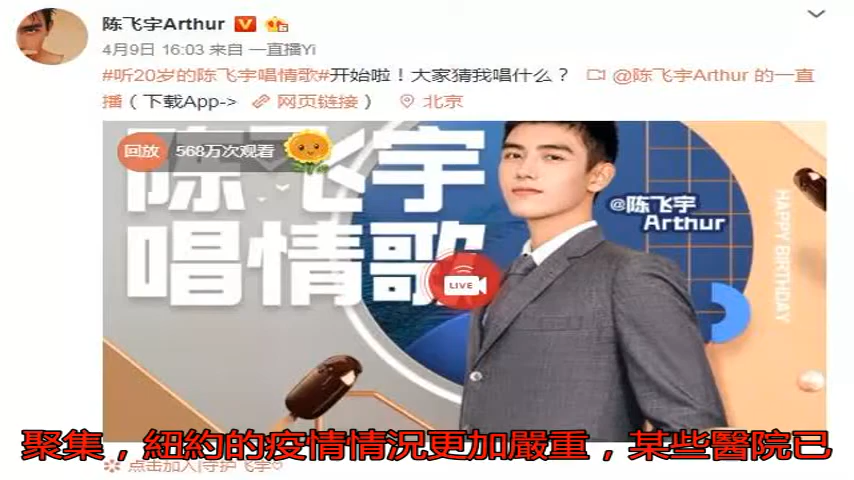 陈飞宇Arthur
4月9日 16:03 来自 一直播Yi
#听20岁的陈飞宇唱情歌#开始啦！大家猜我唱什么？ @陈飞宇Arthur 的一直
播（下载App-> 网页链接） 北京
回放 568万次观看
陈飞宇
唱情歌
@陈飞宇
Arthur
LIVE
HAPPY BIRTHDAY
聚集，紐約的疫情情況更加嚴重，某些醫院已
点击加入|守护飞宇